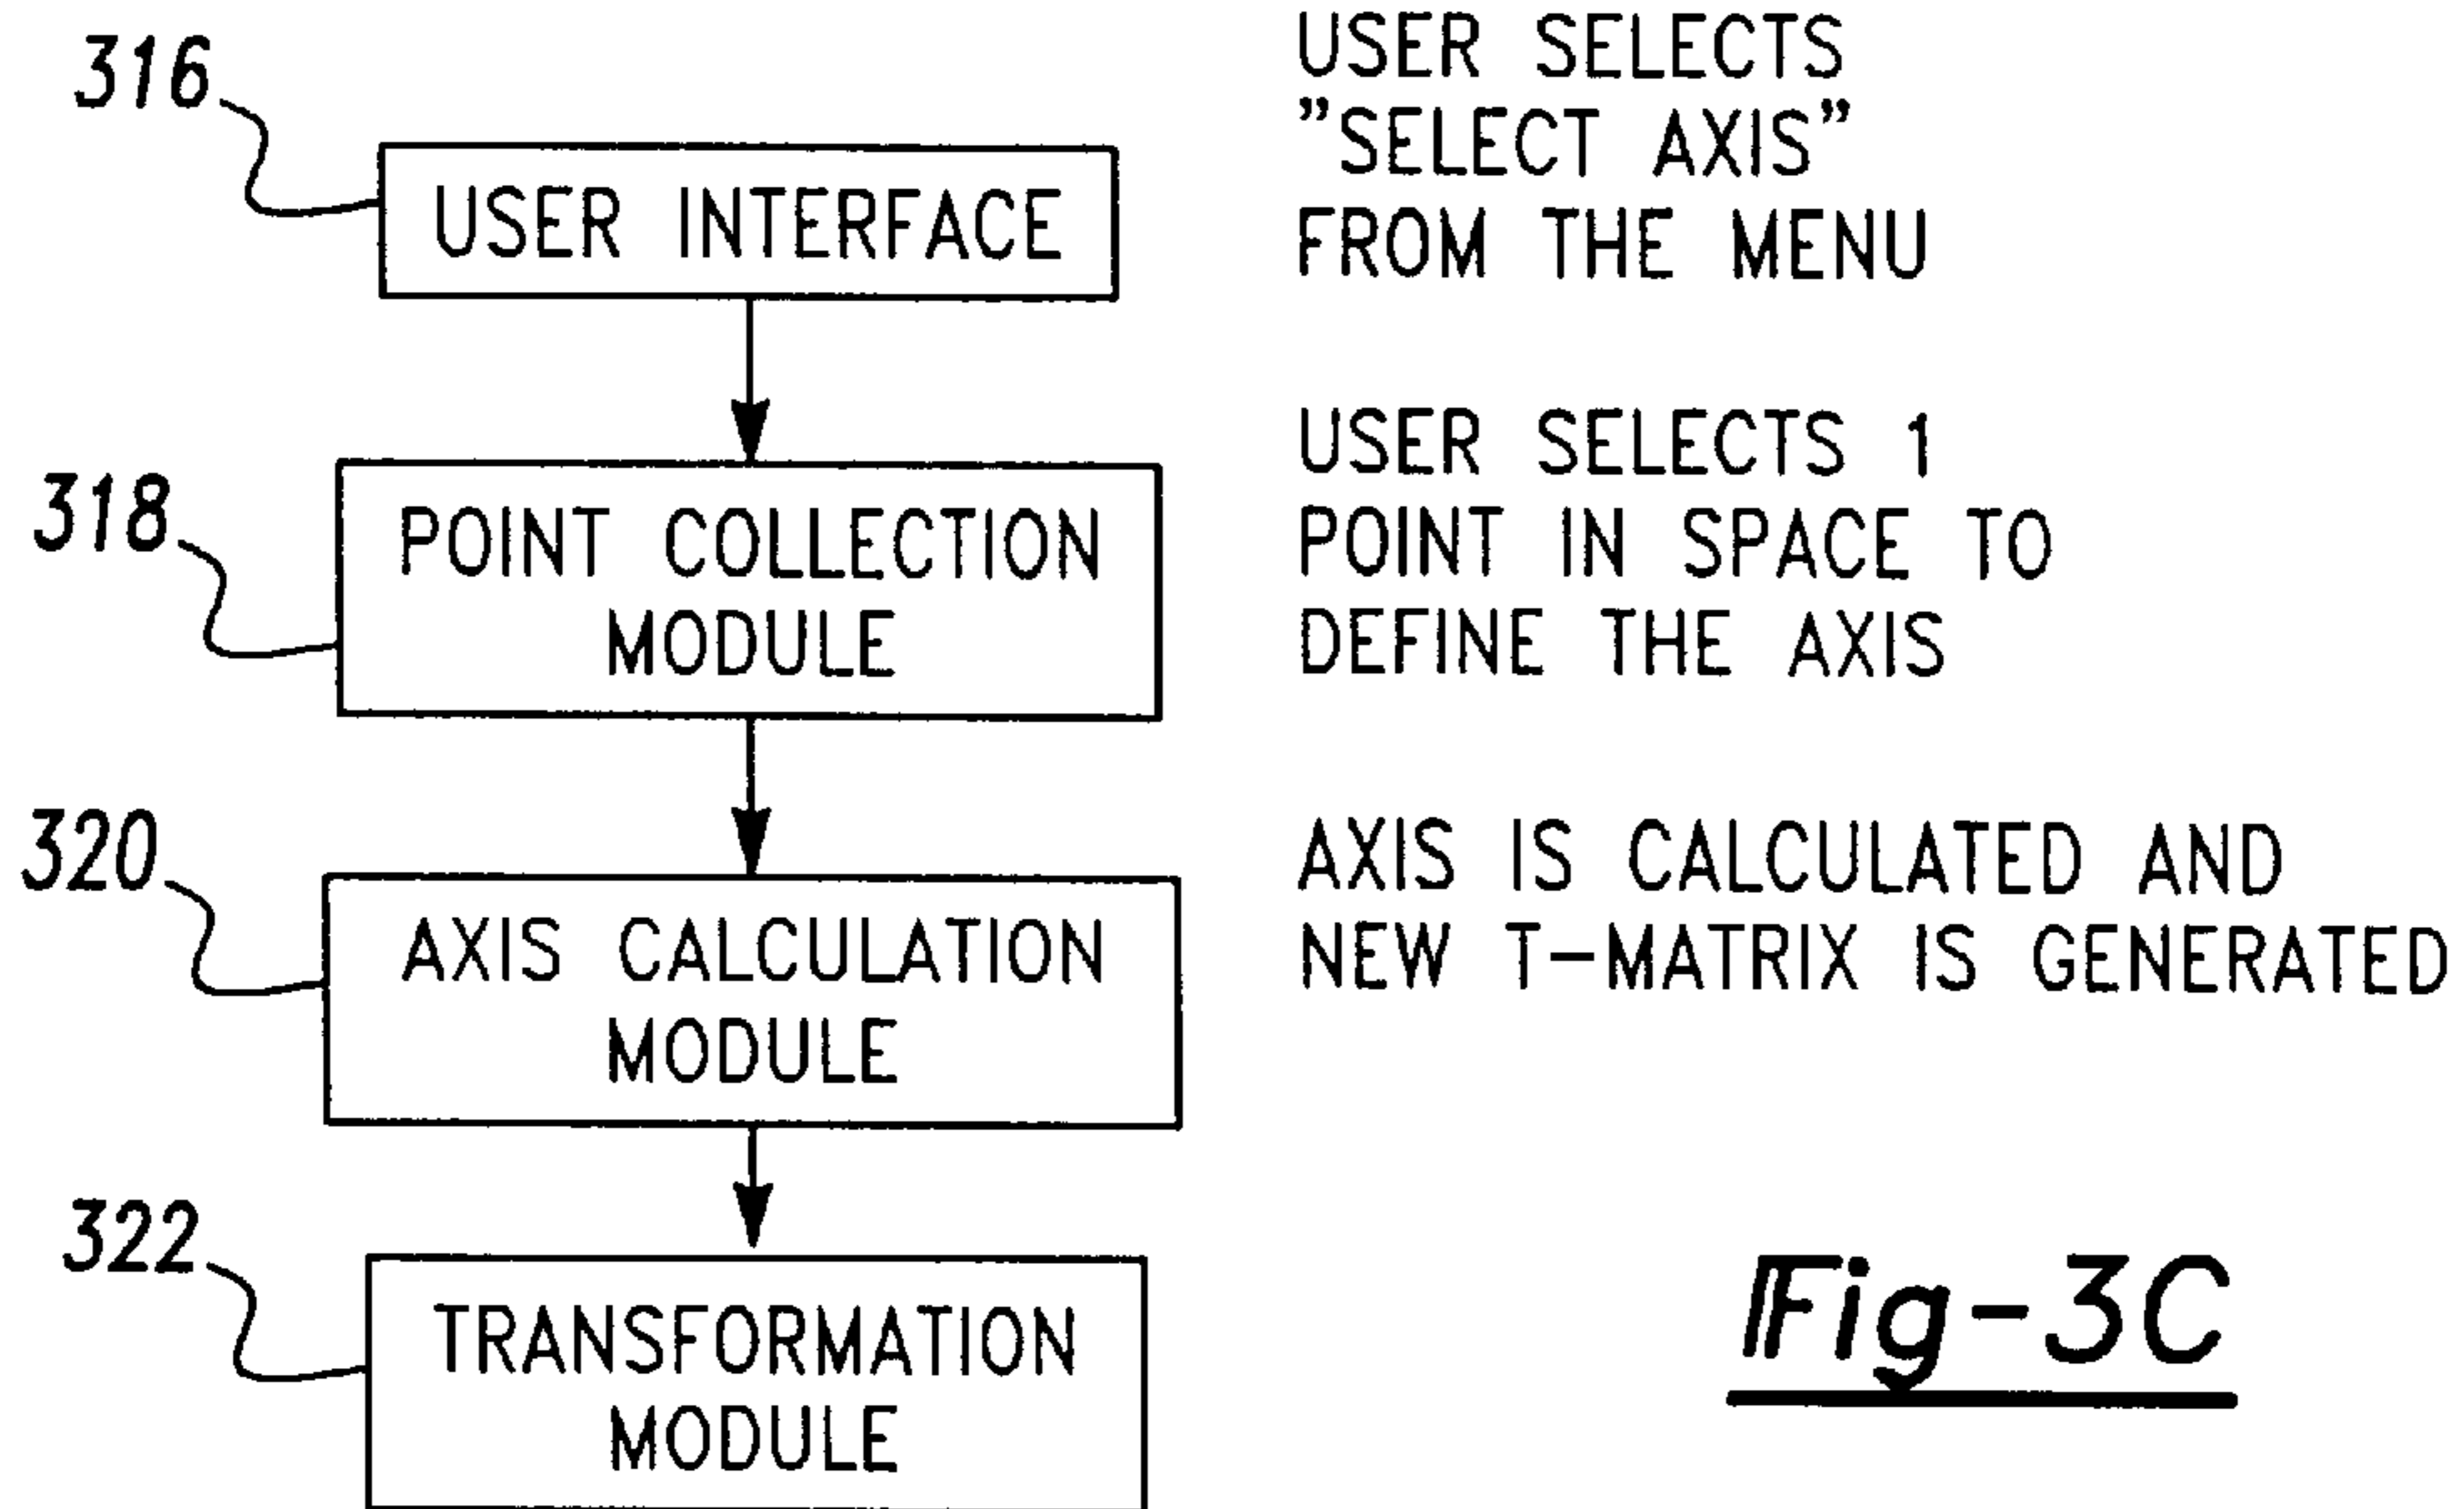 316
USER INTERFACE
USER SELECTS
"SELECT AXIS"
FROM THE MENU
318
POINT COLLECTION
MODULE
USER SELECTS 1
POINT IN SPACE TO
DEFINE THE AXIS
320
AXIS CALCULATION
MODULE
AXIS IS CALCULATED AND
NEW T-MATRIX IS GENERATED
322
TRANSFORMATION
MODULE
Fig-3C